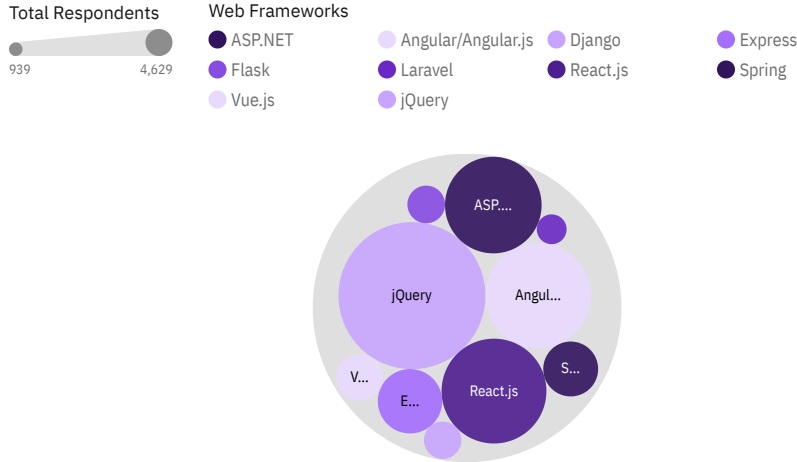 Total Respondents
939 4,629
Web Frameworks
ASP.NET Angular/Angular.js Django Express
Flask Laravel React.js Spring
Vue.js jQuery
ASP....
jQuery Angul...
V... S...
E... React.js